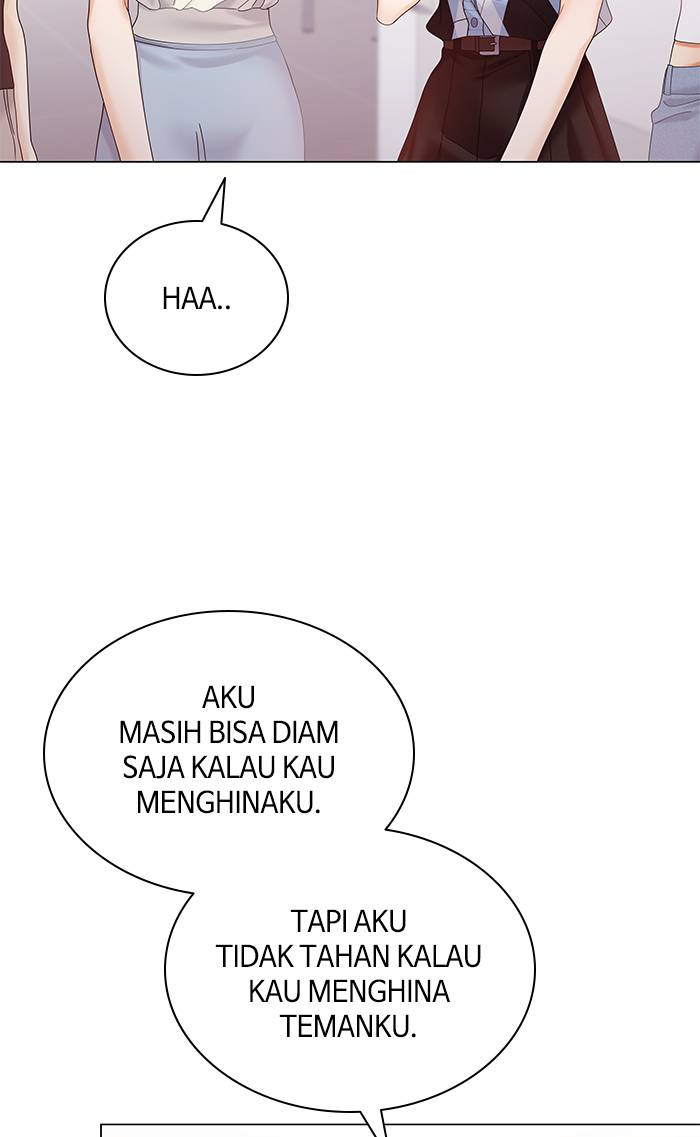 HAA..
AKU
MASIH BISA DIAM
SAJA KALAU KAU
MENGHINAKU.
TAPI AKU
TIDAK TAHAN KALAU
KAU MENGHINA
TEMANKU.